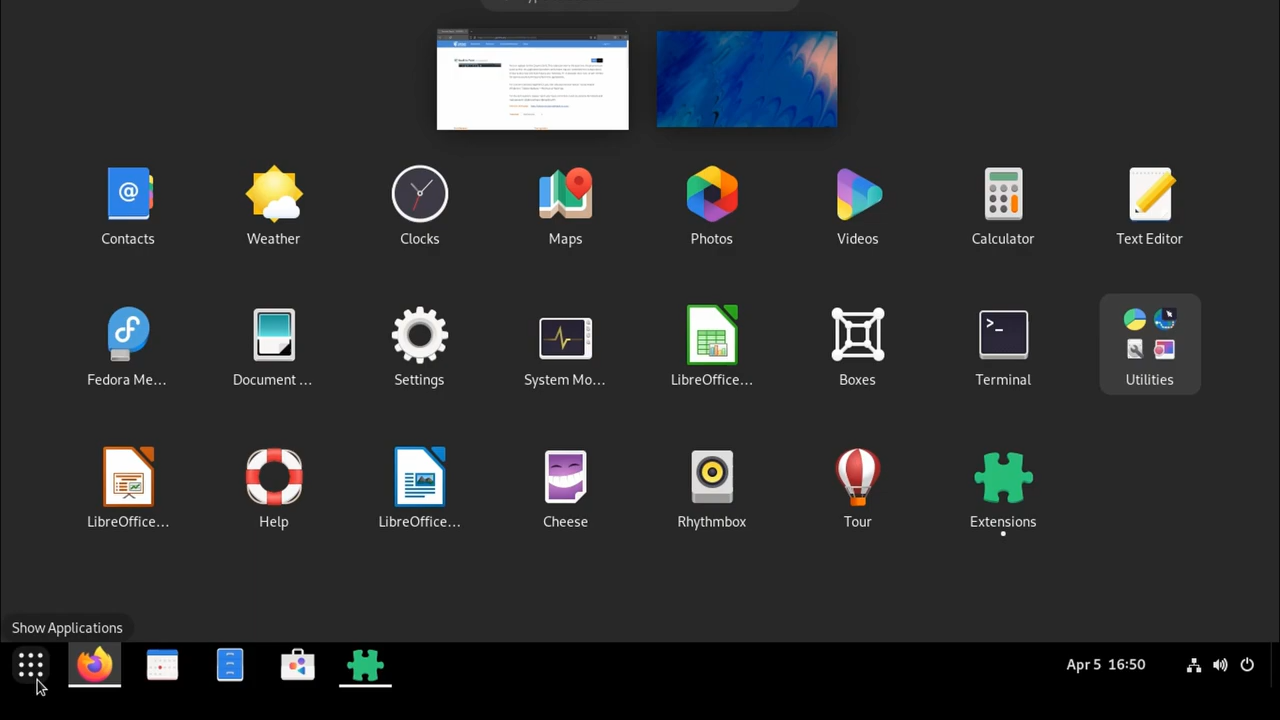 Contacts
Weather
Clocks
Maps
Photos
Videos
Calculator
Text Editor
Fedora Me...
Document ...
Settings
System Mo...
LibreOffice...
Boxes
Terminal
Utilities
LibreOffice...
Help
LibreOffice...
Cheese
Rhythmbox
Tour
Extensions
Show Applications
Apr 5 16:50